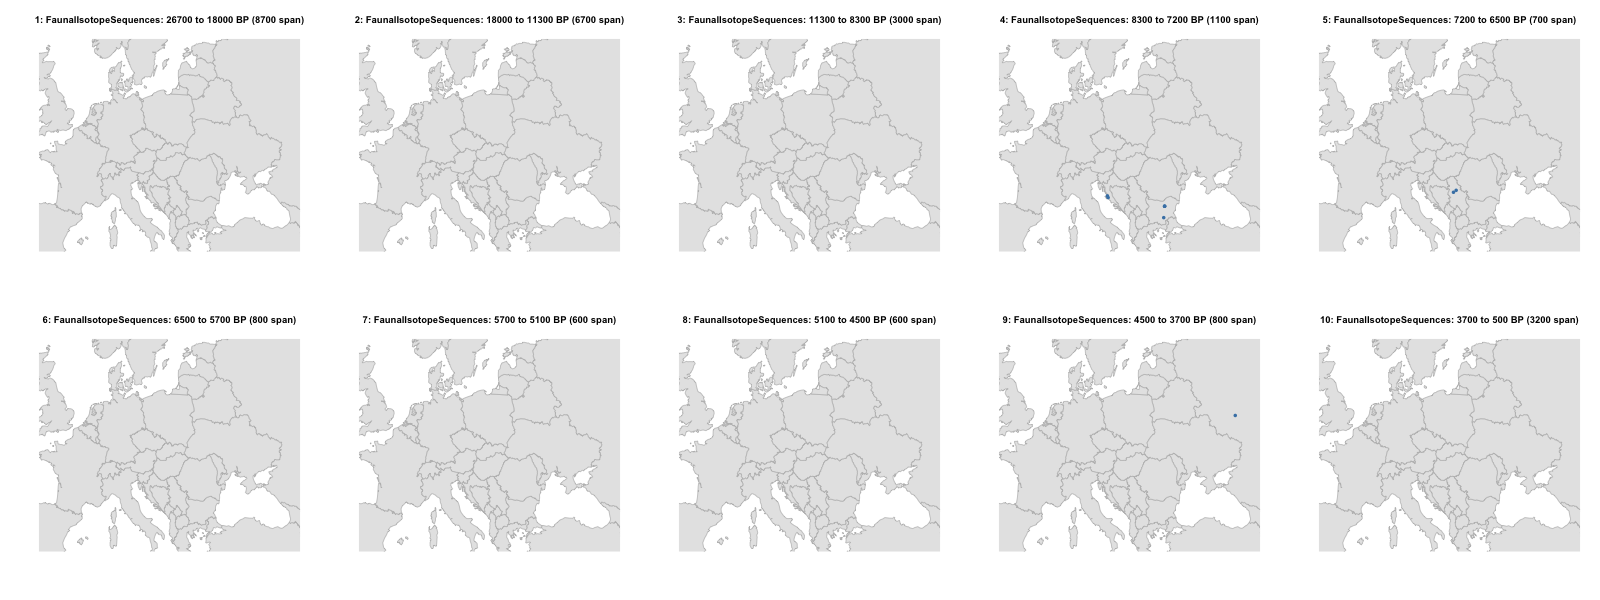 1: FaunalIsotopeSequences: 26700 to 18000 BP (8700 span)
2: FaunalIsotopeSequences: 18000 to 11300 BP (6700 span)
3: FaunalIsotopeSequences: 11300 to 8300 BP (3000 span)
4: FaunalIsotopeSequences: 8300 to 7200 BP (1100 span)
5: FaunalIsotopeSequences: 7200 to 6500 BP (700 span)
6: FaunalIsotopeSequences: 6500 to 5700 BP (800 span)
7: FaunalIsotopeSequences: 5700 to 5100 BP (600 span)
8: FaunalIsotopeSequences: 5100 to 4500 BP (600 span)
9: FaunalIsotopeSequences: 4500 to 3700 BP (800 span)
10: FaunalIsotopeSequences: 3700 to 500 BP (3200 span)